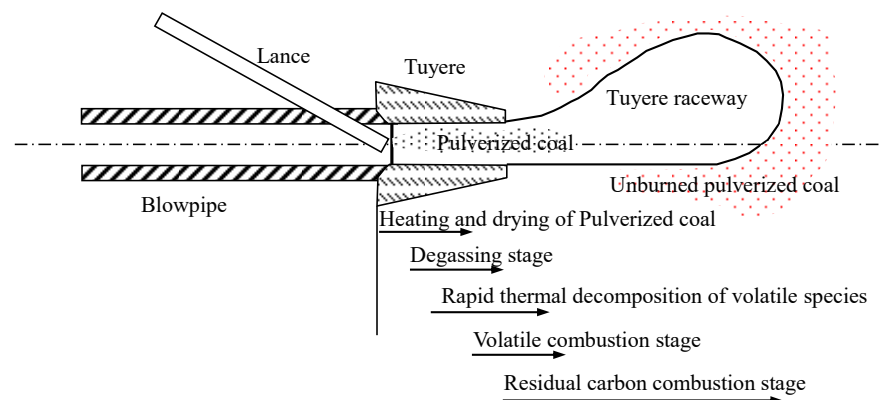 Lance
Tuyere
Tuyere raceway
Pulverized coal
Unburned pulverized coal
Blowpipe
Heating and drying of Pulverized coal
Degassing stage
Rapid thermal decomposition of volatile species
Volatile combustion stage
Residual carbon combustion stage